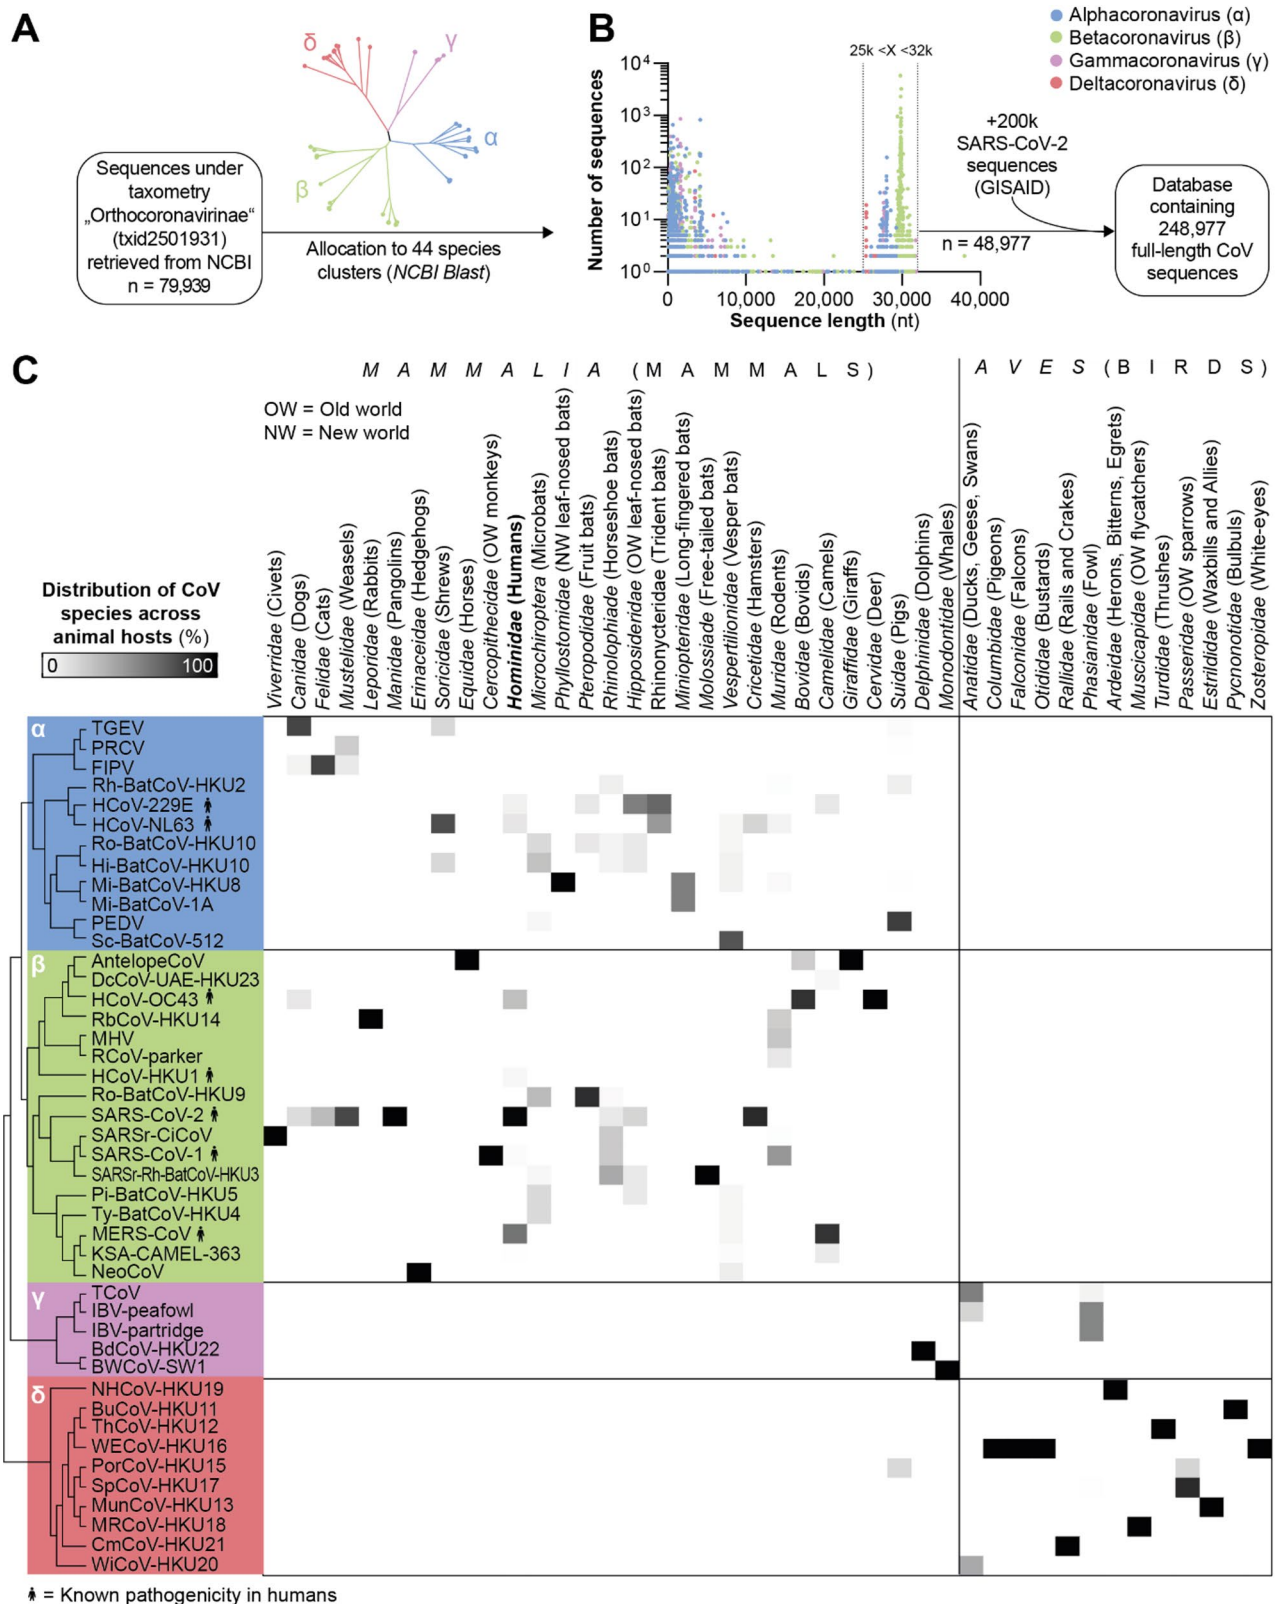 A
δ
γ
α
β
Sequences under
taxometry
„Orthocoronavirinae“
(txid2501931)
retrieved from NCBI
n = 79,939
Allocation to 44 species
clusters (NCBI Blast)
B
Alphacoronavirus (α)
Betacoronavirus (β)
Gammacoronavirus (γ)
Deltacoronavirus (δ)
25k <X <32k
Number of sequences
10⁴
10³
10²
10¹
10⁰
0
10,000
20,000
30,000
40,000
Sequence length (nt)
+200k
SARS-CoV-2
sequences
(GISAID)
n = 48,977
Database
containing
248,977
full-length CoV
sequences
C
MAMMALIA (MAMMALS)
AVES (BIRDS)
OW = Old world
NW = New world
Distribution of CoV
species across
animal hosts (%)
0
100
Viverridae (Civets)
Canidae (Dogs)
Felidae (Cats)
Mustelidae (Weasels)
Leporidae (Rabbits)
Manidae (Pangolins)
Erinaceidae (Hedgehogs)
Soricidae (Shrews)
Equidae (Horses)
Cercopithecidae (OW monkeys)
Hominidae (Humans)
Microchiroptera (Microbats)
Phyllostomidae (NW leaf-nosed bats)
Pteropodidae (Fruit bats)
Rhinolophiade (Horseshoe bats)
Hipposideridae (OW leaf-nosed bats)
Rhinonycteridae (Trident bats)
Miniopteridae (Long-fingered bats)
Molossiade (Free-tailed bats)
Vespertilionidae (Vesper bats)
Cricetidae (Hamsters)
Muridae (Rodents)
Bovidae (Bovids)
Camelidae (Camels)
Giraffidae (Giraffs)
Cervidae (Deer)
Suidae (Pigs)
Delphinidae (Dolphins)
Monodontidae (Whales)
Anatidae (Ducks, Geese, Swans)
Columbidae (Pigeons)
Falconidae (Falcons)
Otididae (Bustards)
Rallidae (Rails and Crakes)
Phasianidae (Fowl)
Ardeidae (Herons, Bitterns, Egrets)
Muscicapidae (OW flycatchers)
Turdidae (Thrushes)
Passeridae (OW sparrows)
Estrildidae (Waxbills and Allies)
Pycnonotidae (Bulbuls)
Zosteropidae (White-eyes)
α
TGEV
PRCV
FIPV
Rh-BatCoV-HKU2
HCoV-229E
HCoV-NL63
Ro-BatCoV-HKU10
Hi-BatCoV-HKU10
Mi-BatCoV-HKU8
Mi-BatCoV-1A
PEDV
Sc-BatCoV-512
β
AntelopeCoV
DcCoV-UAE-HKU23
HCoV-OC43
RbCoV-HKU14
MHV
RCoV-parker
HCoV-HKU1
Ro-BatCoV-HKU9
SARS-CoV-2
SARSr-CiCoV
SARS-CoV-1
SARSr-Rh-BatCoV-HKU3
Pi-BatCoV-HKU5
Ty-BatCoV-HKU4
MERS-CoV
KSA-CAMEL-363
NeoCoV
γ
TCoV
IBV-peafowl
IBV-partridge
BdCoV-HKU22
BWCoV-SW1
δ
NHCoV-HKU19
BuCoV-HKU11
ThCoV-HKU12
WECoV-HKU16
PorCoV-HKU15
SpCoV-HKU17
MunCoV-HKU13
MRCoV-HKU18
CmCoV-HKU21
WiCoV-HKU20
= Known pathogenicity in humans